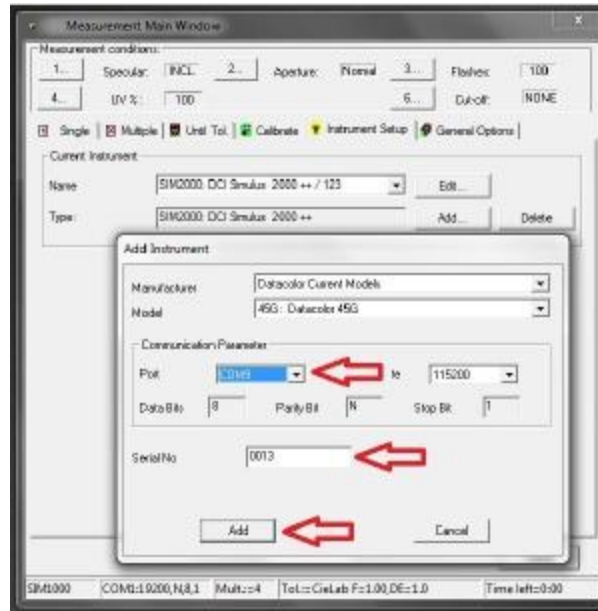 Measurement Main Window
Measurement conditions:
1... Specular: INCL 2... Aperture: Normal 3... Flashes: 100
4... UV %: 100 6... Cut-off: NONE
Single Multiple Until Tol. Calibrate Instrument Setup General Options
Current Instrument
Name SIM2000: DCI Simulus 2000 ++ / 123 Edit...
Type: SIM2000: DCI Simulus 2000 ++ Add... Delete
Add Instrument
Manufacturer Datacolor Current Models
Model 45G: Datacolor 45G
Communication Parameter
Port COM9 te 115200
Data Bits 8 Parity Bit N Stop Bit 1
Serial No 0013
Add Cancel
SIM1000 COM1:19200,N,8,1 Mult.:=4 Tol.:=CieLab F=1.00,DE=1.0 Time left=0:00